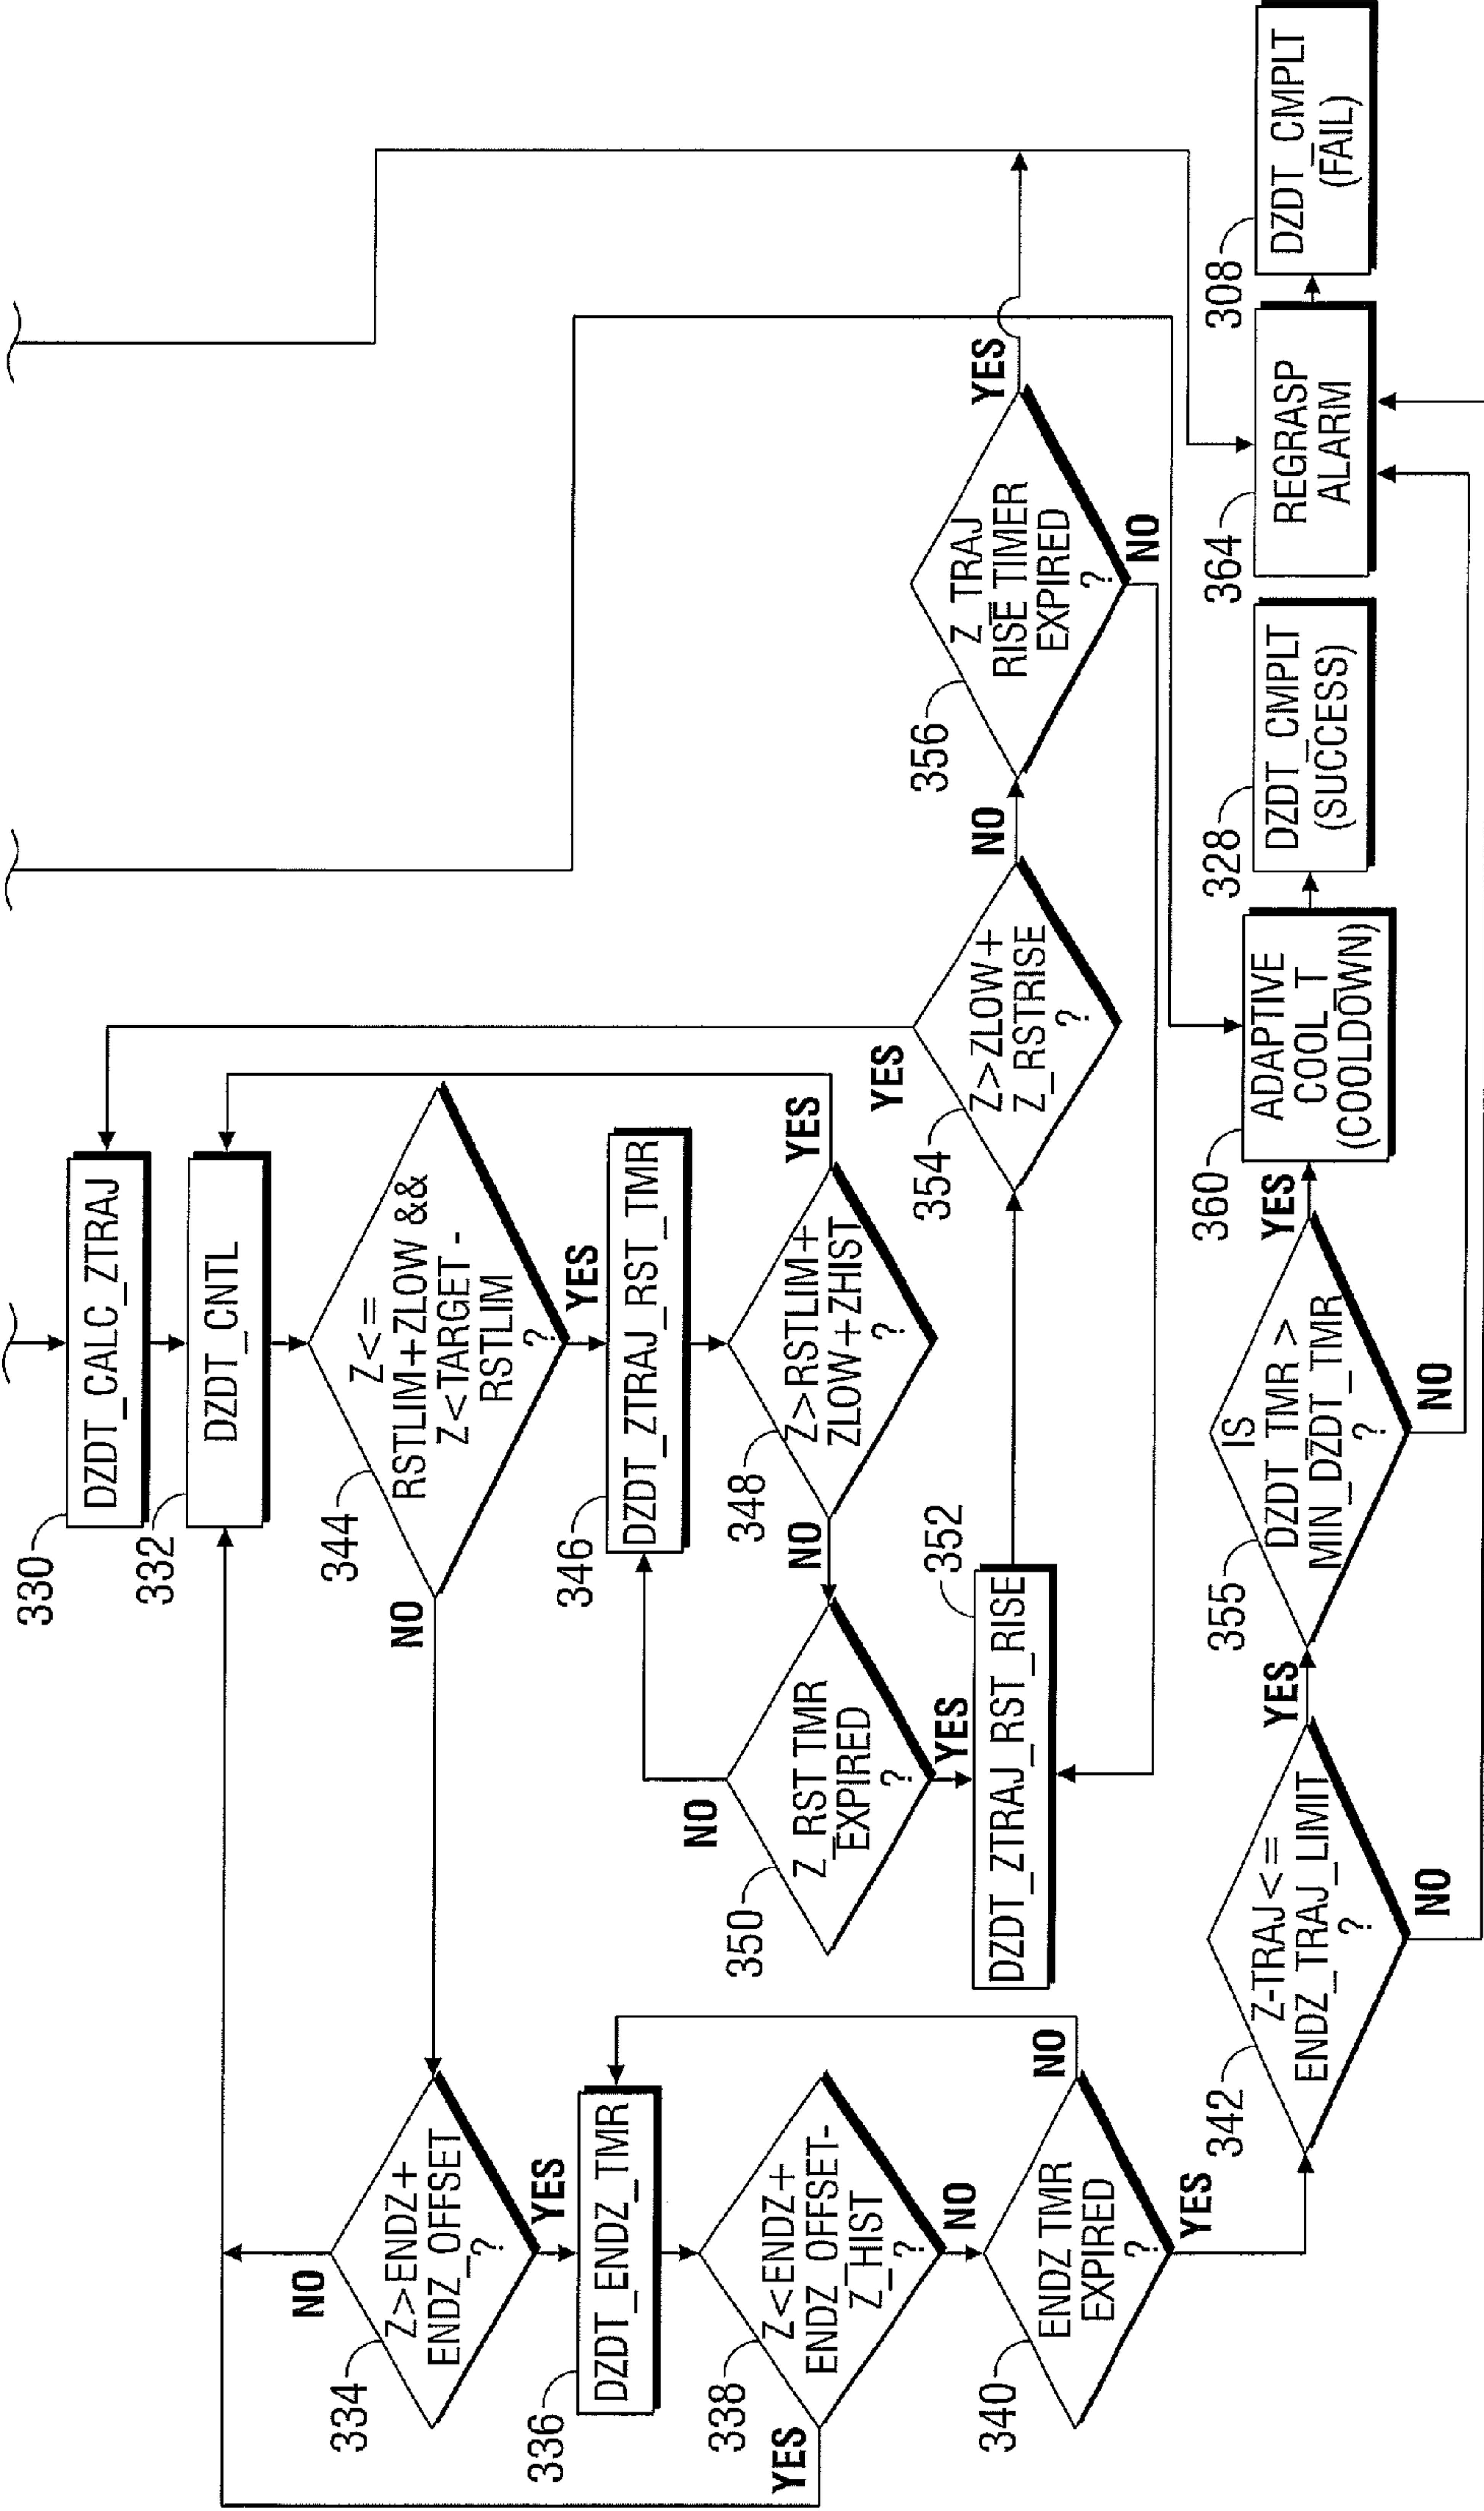 330
DZDT_CALC_ZTRAJ
332
DZDT_CNTL
344
Z <=
RSTLIM+ZLOW &&
Z<TARGET-
RSTLIM
?
NO
YES
334
Z>ENDZ+
ENDZ_OFFSET
?
NO
YES
336
DZDT_ENDZ_TMR
338
Z<ENDZ+
ENDZ_OFFSET-
Z_HIST
?
YES
NO
340
ENDZ TMR
EXPIRED
?
NO
YES
346
DZDT_ZTRAJ_RST_TMR
348
Z>RSTLIM+
ZLOW+ZHIST
?
YES
NO
350
Z_RST TMR
EXPIRED
?
NO
YES
352
DZDT_ZTRAJ_RST_RISE
354
Z>ZLOW+
Z_RSTRISE
?
YES
NO
356
Z_TRAJ
RISE TIMER
EXPIRED
?
YES
NO
342
Z-TRAJ<=
ENDZ_TRAJ_LIMIT
?
YES
NO
355
IS
DZDT TMR >
MIN_DZDT_TMR
?
YES
NO
360
ADAPTIVE
COOL_T
(COOLDOWN)
328
DZDT_CMPLT
(SUCCESS)
364
REGRASP
ALARM
308
DZDT_CMPLT
(FAIL)